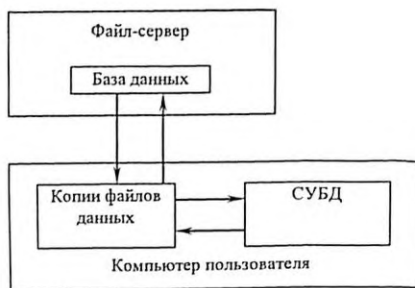 Файл-сервер
База данных
Копии файлов
данных
СУБД
Компьютер пользователя